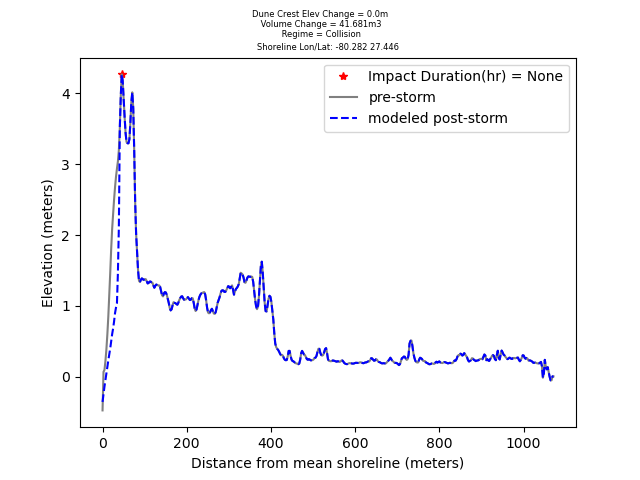 Dune Crest Elev Change = 0.0m
Volume Change = 41.681m3
Regime = Collision
Shoreline Lon/Lat: -80.282 27.446
Impact Duration(hr) = None
pre-storm
modeled post-storm
Elevation (meters)
4
3
2
1
0
0 200 400 600 800 1000
Distance from mean shoreline (meters)